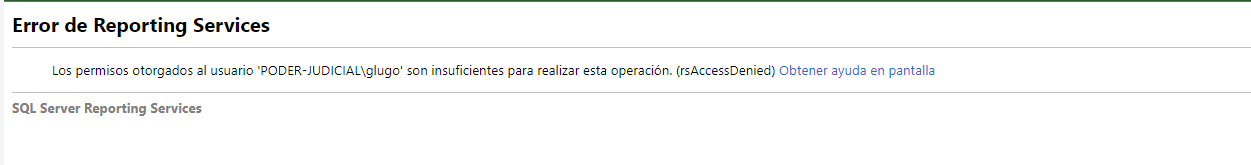 Error de Reporting Services
Los permisos otorgados al usuario 'PODER-JUDICIAL\glugo' son insuficientes para realizar esta operación. (rsAccessDenied) Obtener ayuda en pantalla
SQL Server Reporting Services